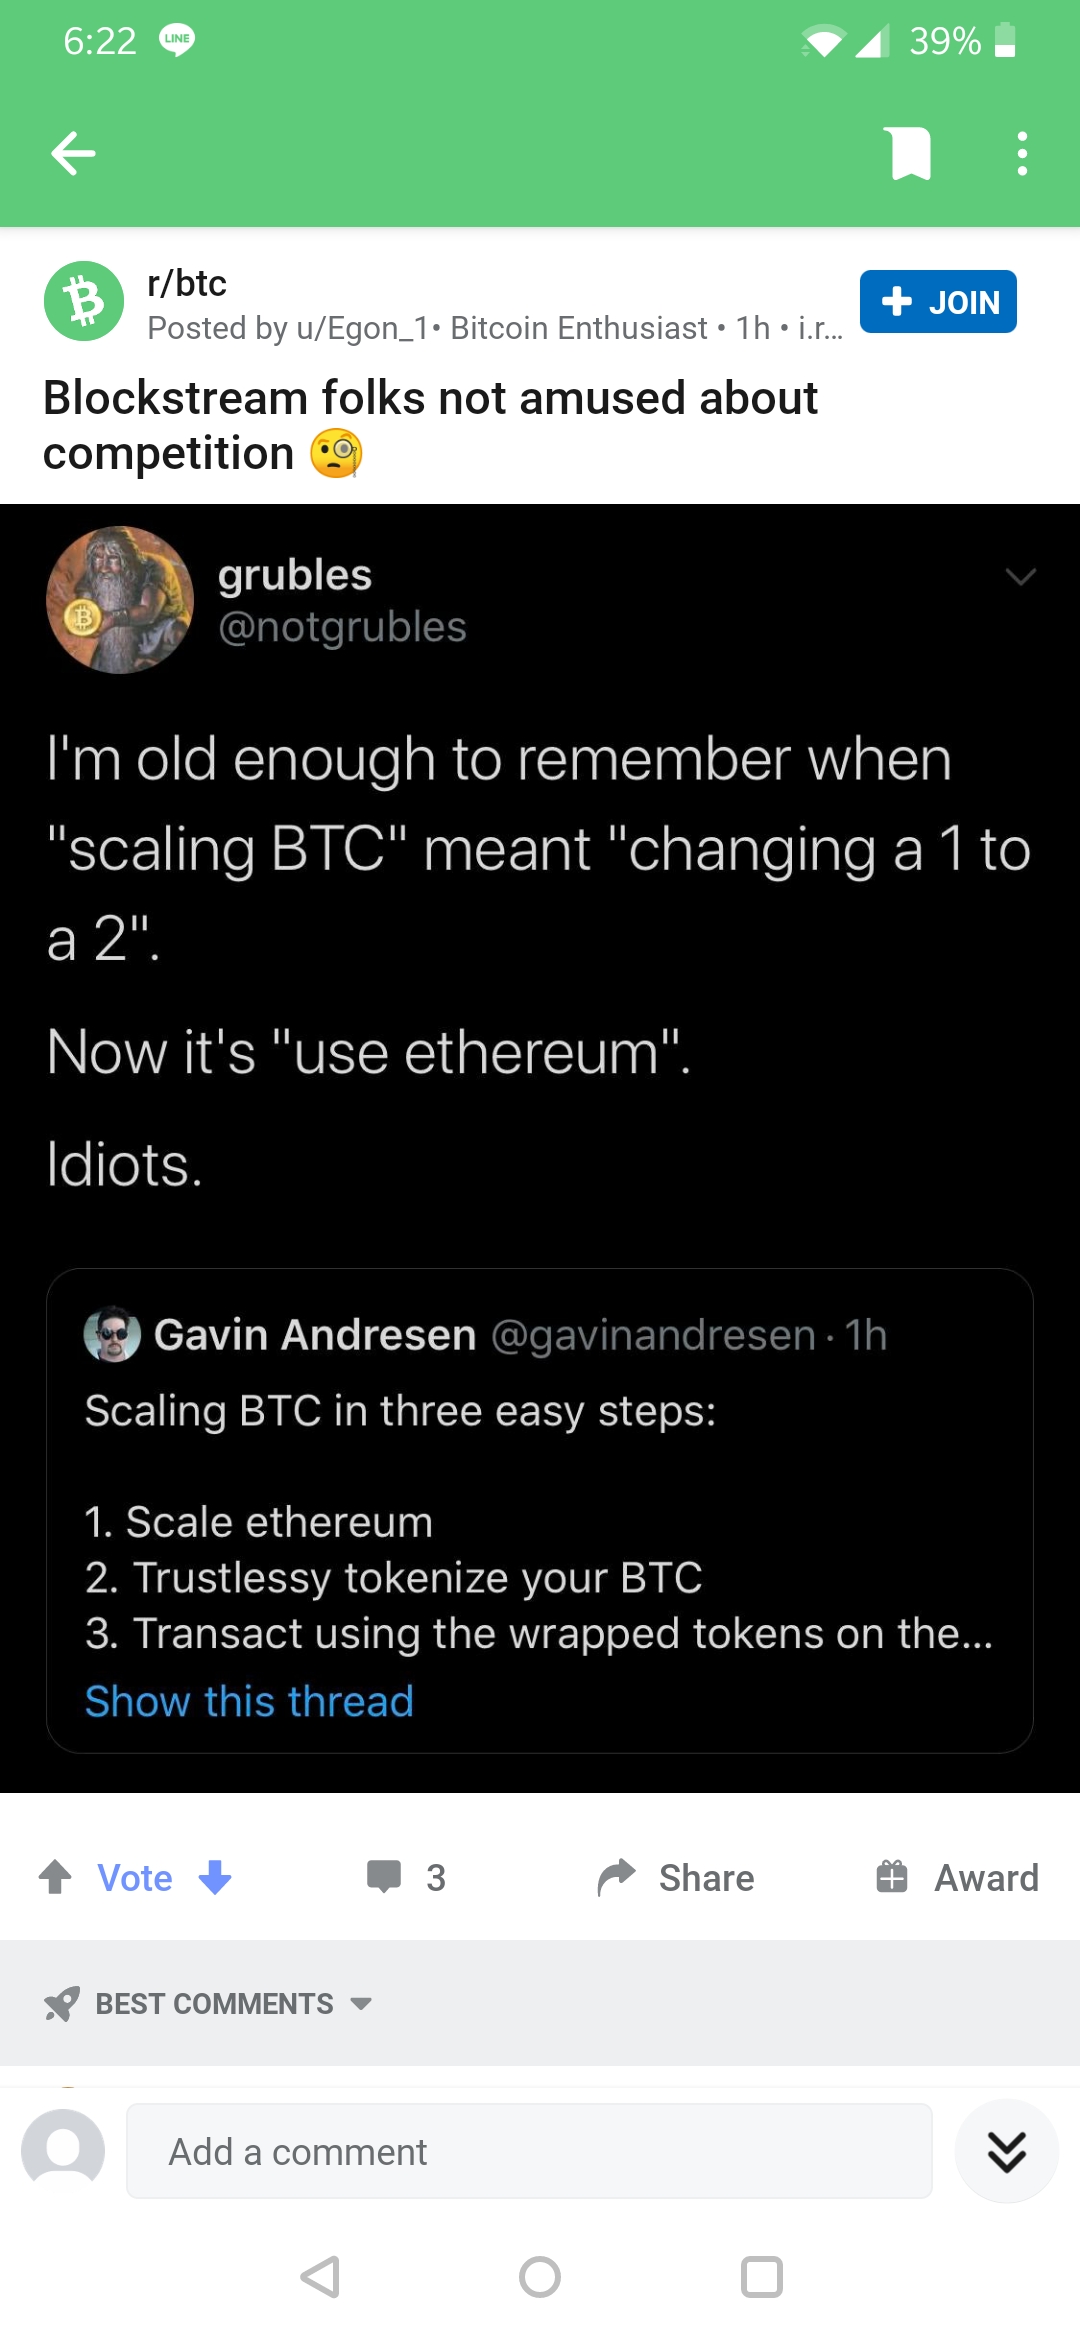 6:22 LINE 39%
r/btc
Posted by u/Egon_1• Bitcoin Enthusiast • 1h • i.r...
+ JOIN
Blockstream folks not amused about
competition 🧐
grubles
@notgrubles
I'm old enough to remember when
"scaling BTC" meant "changing a 1 to
a 2".
Now it's "use ethereum".
Idiots.
Gavin Andresen @gavinandresen · 1h
Scaling BTC in three easy steps:
1. Scale ethereum
2. Trustlessy tokenize your BTC
3. Transact using the wrapped tokens on the...
Show this thread
Vote 3 Share Award
BEST COMMENTS
Add a comment